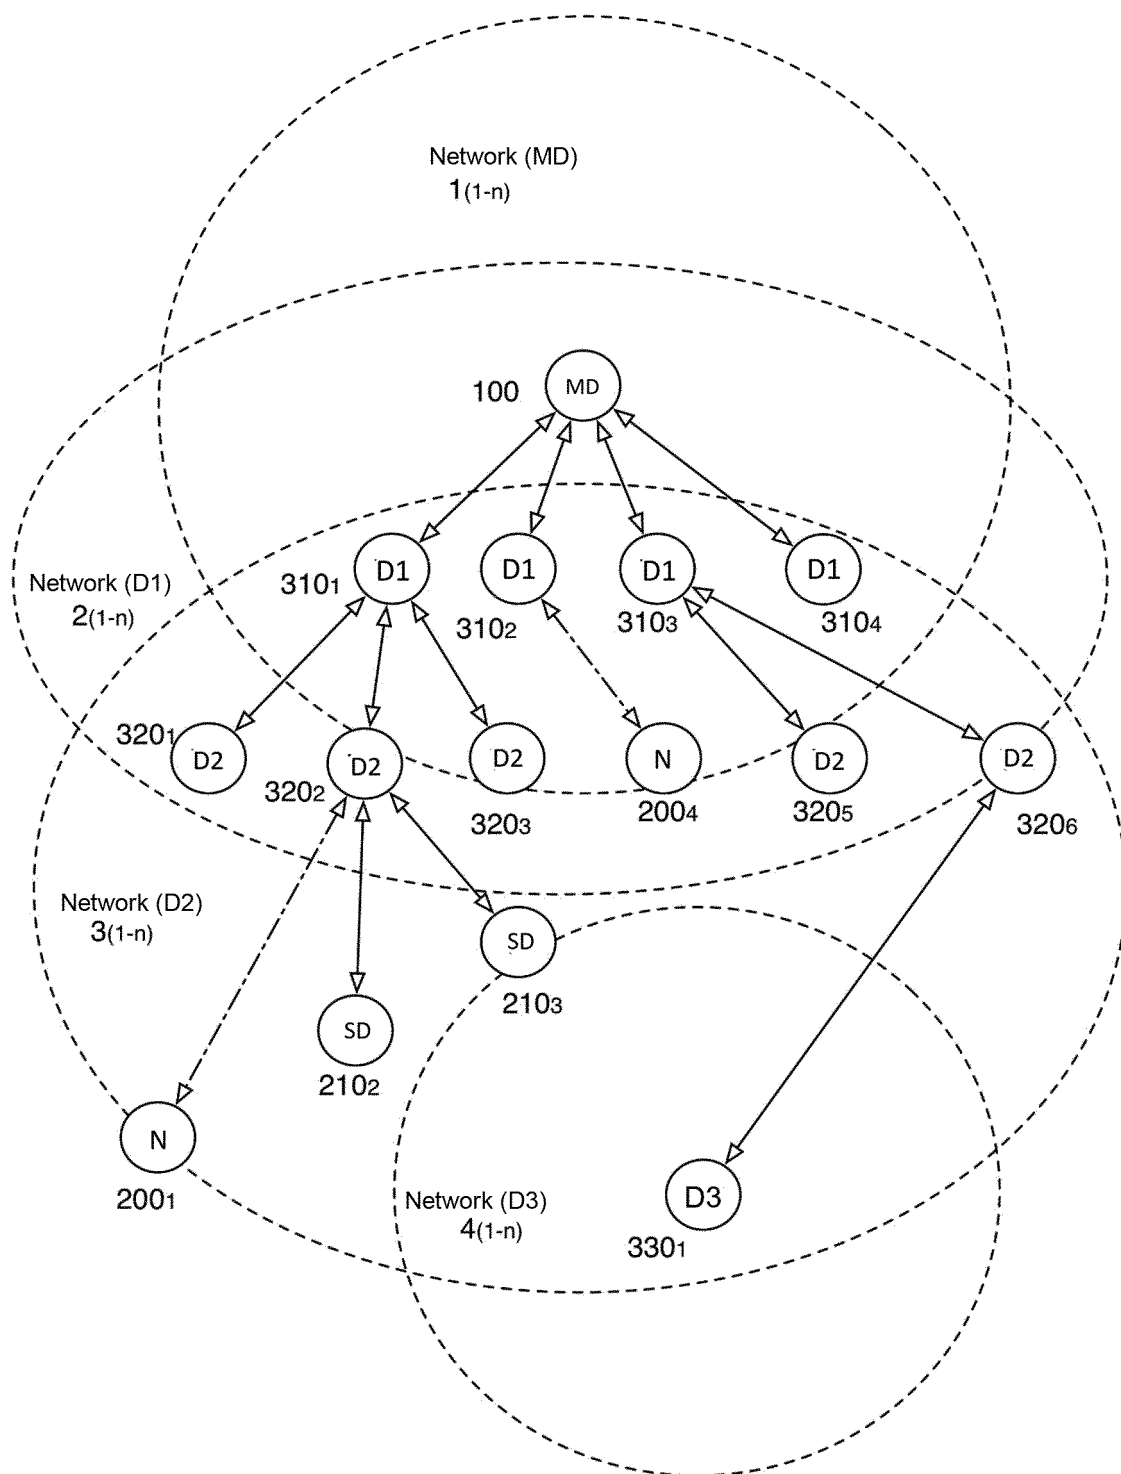 Network (MD)
1(1-n)
100
MD
Network (D1)
2(1-n)
310₁
D1
310₂
D1
310₃
D1
310₄
D1
320₁
D2
320₂
D2
320₃
D2
200₄
N
320₅
D2
320₆
D2
Network (D2)
3(1-n)
SD
210₃
SD
210₂
N
200₁
Network (D3)
4(1-n)
D3
330₁